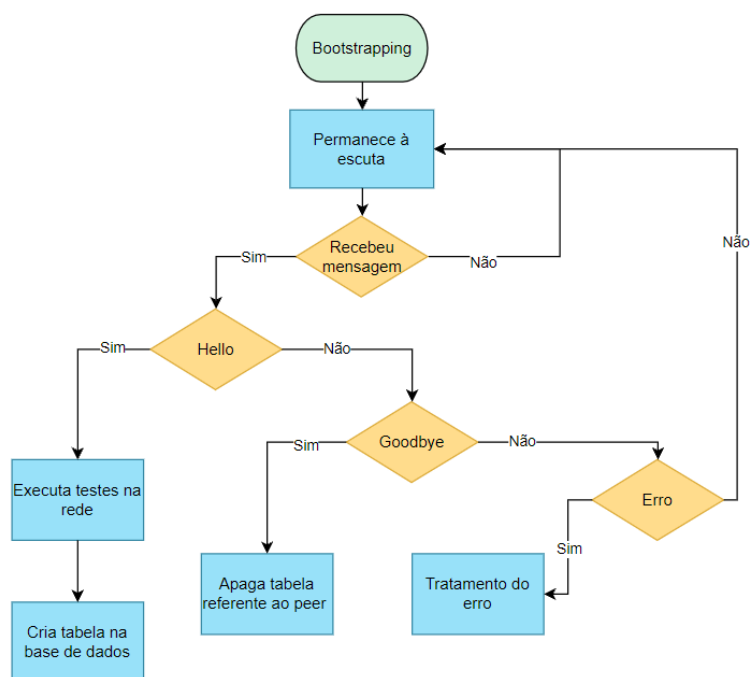 Bootstrapping
Permanece à
escuta
Recebeu
mensagem
Sim
Não
Não
Hello
Sim
Não
Goodbye
Sim
Não
Executa testes na
rede
Erro
Sim
Apaga tabela
referente ao peer
Tratamento do
erro
Cria tabela na
base de dados